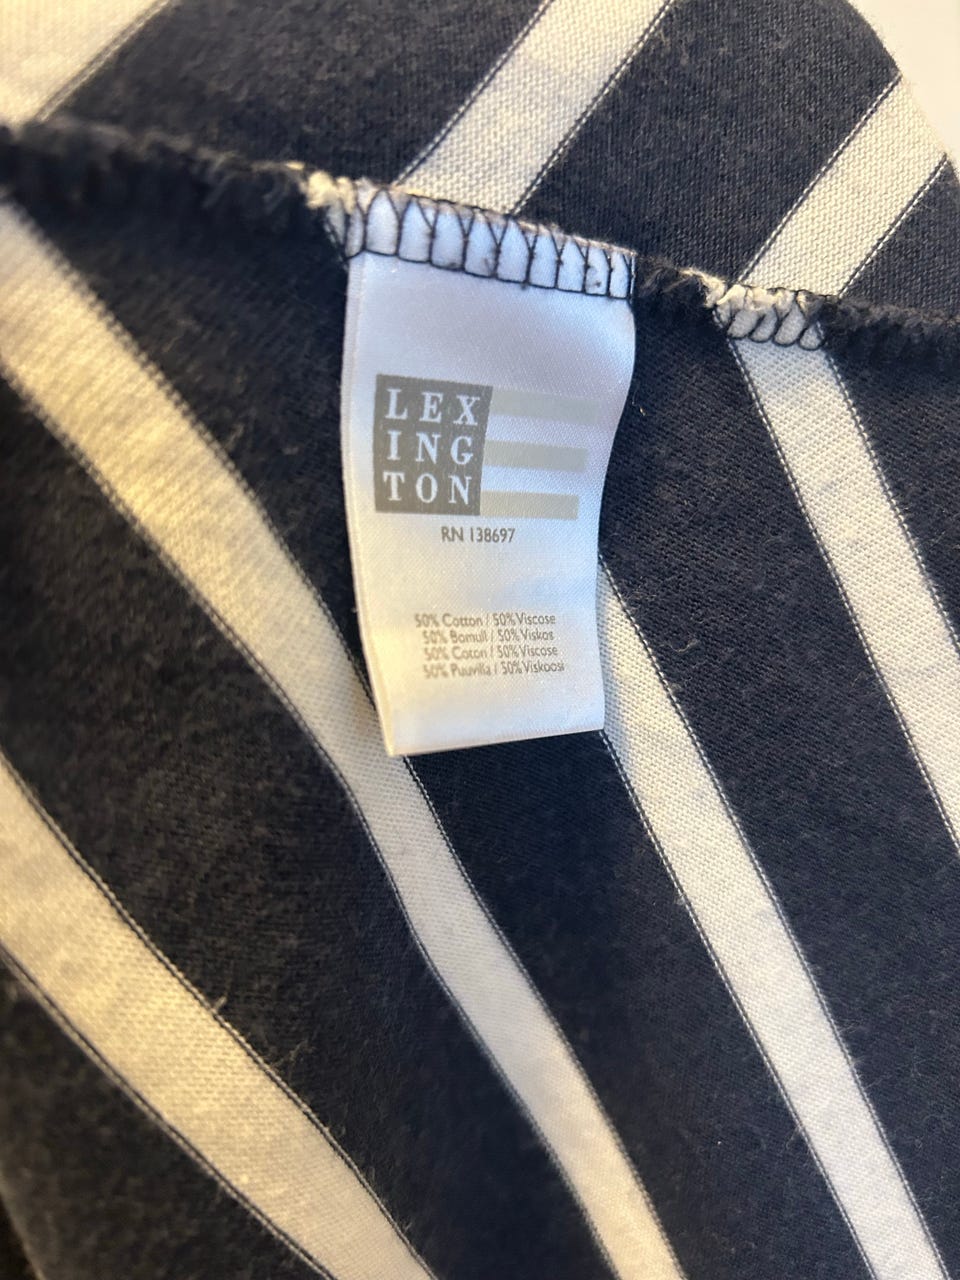 LEX
ING
TON
RN 138697
50% Cotton / 50% Viscose
50% Bomull / 50% Viskos
50% Coton / 50% Viscose
50% Puuvilla / 50% Viskoosi